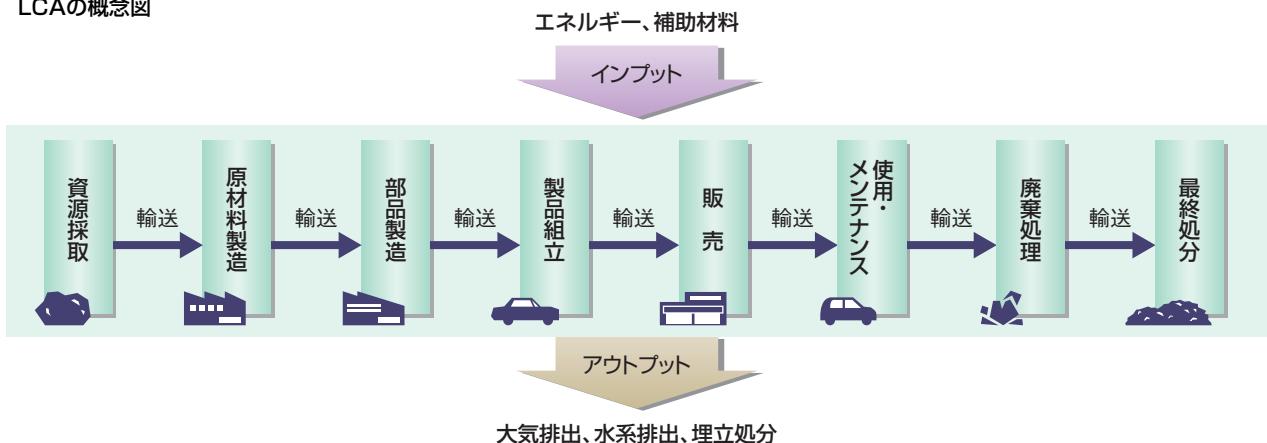 LCAの概念図
エネルギー、補助材料
インプット
資源採取
輸送
原材料製造
輸送
部品製造
輸送
製品組立
輸送
販売
輸送
使用・
メンテナンス
輸送
廃棄処理
輸送
最終処分
アウトプット
大気排出、水系排出、埋立処分